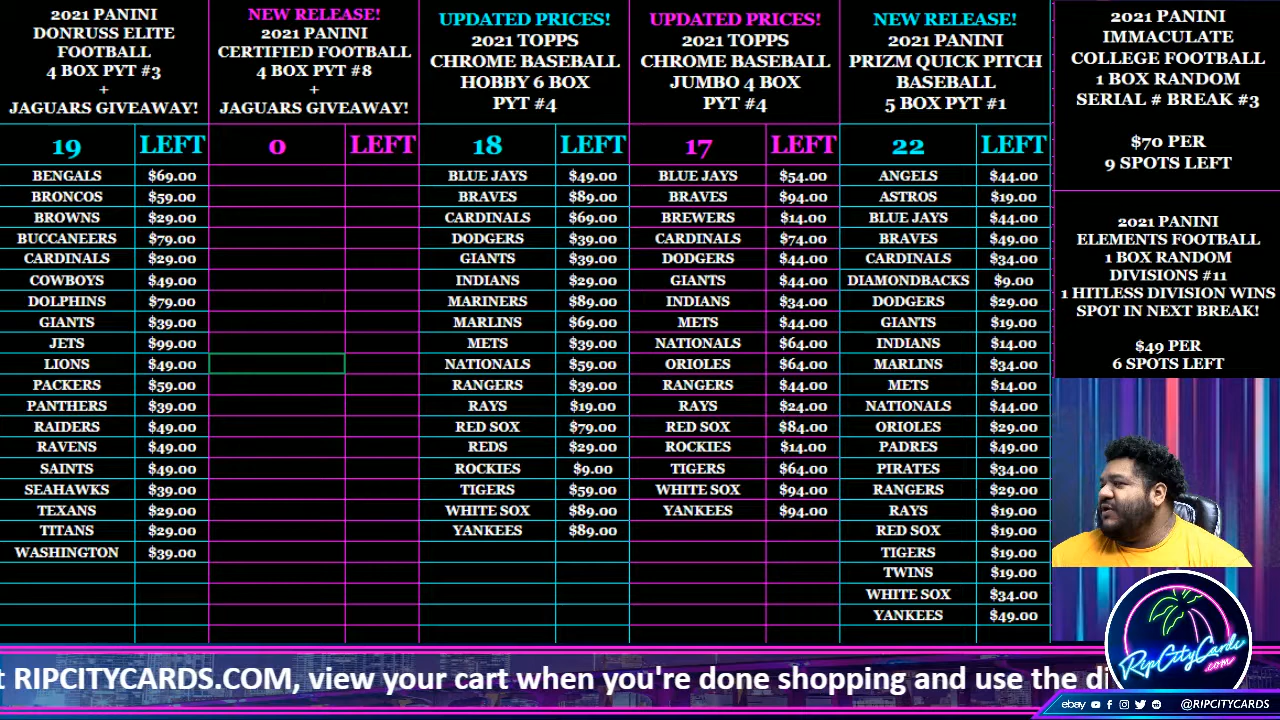 2021 PANINI
DONRUSS ELITE
FOOTBALL
4 BOX PYT #3
+
JAGUARS GIVEAWAY!
19 LEFT
BENGALS $69.00
BRONCOS $59.00
BROWNS $29.00
BUCCANEERS $79.00
CARDINALS $29.00
COWBOYS $49.00
DOLPHINS $79.00
GIANTS $39.00
JETS $99.00
LIONS $49.00
PACKERS $59.00
PANTHERS $39.00
RAIDERS $49.00
RAVENS $49.00
SAINTS $49.00
SEAHAWKS $39.00
TEXANS $29.00
TITANS $29.00
WASHINGTON $39.00
NEW RELEASE!
2021 PANINI
CERTIFIED FOOTBALL
4 BOX PYT #8
+
JAGUARS GIVEAWAY!
0 LEFT
UPDATED PRICES!
2021 TOPPS
CHROME BASEBALL
HOBBY 6 BOX
PYT #4
18 LEFT
BLUE JAYS $49.00
BRAVES $89.00
CARDINALS $69.00
DODGERS $39.00
GIANTS $39.00
INDIANS $29.00
MARINERS $89.00
MARLINS $69.00
METS $39.00
NATIONALS $59.00
RANGERS $39.00
RAYS $19.00
RED SOX $79.00
REDS $29.00
ROCKIES $9.00
TIGERS $59.00
WHITE SOX $89.00
YANKEES $89.00
UPDATED PRICES!
2021 TOPPS
CHROME BASEBALL
JUMBO 4 BOX
PYT #4
17 LEFT
BLUE JAYS $54.00
BRAVES $94.00
BREWERS $14.00
CARDINALS $74.00
DODGERS $44.00
GIANTS $44.00
INDIANS $34.00
METS $44.00
NATIONALS $64.00
ORIOLES $64.00
RANGERS $44.00
RAYS $24.00
RED SOX $84.00
ROCKIES $14.00
TIGERS $64.00
WHITE SOX $94.00
YANKEES $94.00
NEW RELEASE!
2021 PANINI
PRIZM QUICK PITCH
BASEBALL
5 BOX PYT #1
22 LEFT
ANGELS $44.00
ASTROS $19.00
BLUE JAYS $44.00
BRAVES $49.00
CARDINALS $34.00
DIAMONDBACKS $9.00
DODGERS $29.00
GIANTS $19.00
INDIANS $14.00
MARLINS $34.00
METS $14.00
NATIONALS $44.00
ORIOLES $29.00
PADRES $49.00
PIRATES $34.00
RANGERS $29.00
RAYS $19.00
RED SOX $19.00
TIGERS $19.00
TWINS $19.00
WHITE SOX $34.00
YANKEES $49.00
2021 PANINI
IMMACULATE
COLLEGE FOOTBALL
1 BOX RANDOM
SERIAL # BREAK #3
$70 PER
9 SPOTS LEFT
2021 PANINI
ELEMENTS FOOTBALL
1 BOX RANDOM
DIVISIONS #11
1 HITLESS DIVISION WINS
SPOT IN NEXT BREAK!
$49 PER
6 SPOTS LEFT
t RIPCITYCARDS.COM, view your cart when you're done shopping and use the di
RipCityCards
.com
ebay @RIPCITYCARDS